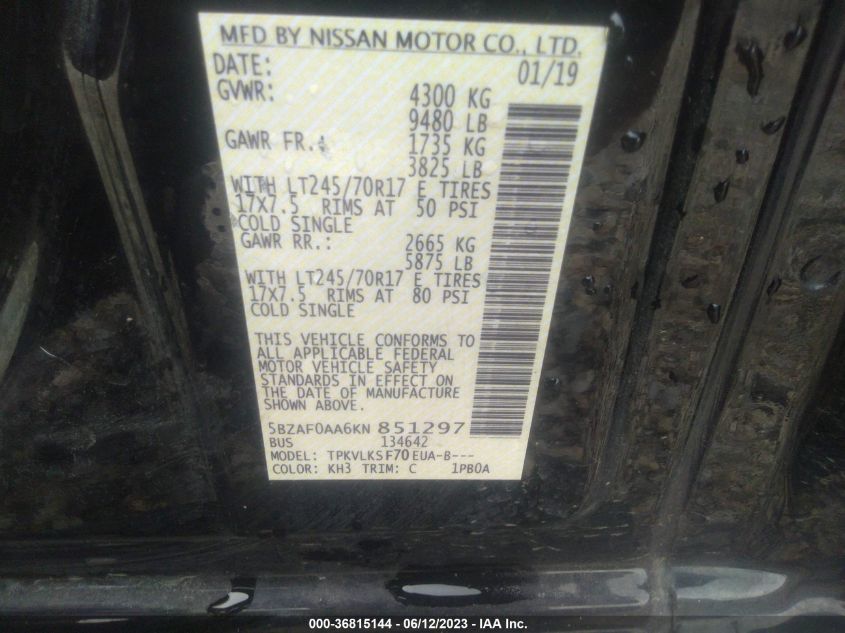 MFD BY NISSAN MOTOR CO., LTD.
DATE: 01/19
GVWR: 4300 KG
9480 LB
GAWR FR.: 1735 KG
3825 LB
WITH LT245/70R17 E TIRES
17X7.5 RIMS AT 50 PSI
COLD SINGLE
GAWR RR.: 2665 KG
5875 LB
WITH LT245/70R17 E TIRES
17X7.5 RIMS AT 80 PSI
COLD SINGLE
THIS VEHICLE CONFORMS TO
ALL APPLICABLE FEDERAL
MOTOR VEHICLE SAFETY
STANDARDS IN EFFECT ON
THE DATE OF MANUFACTURE
SHOWN ABOVE
5BZAF0AA6KN 851297
BUS 134642
MODEL: TPKVLKSF70EUA-B---
COLOR: KH3 TRIM: C 1PB0A
000-36815144 - 06/12/2023 - IAA Inc.